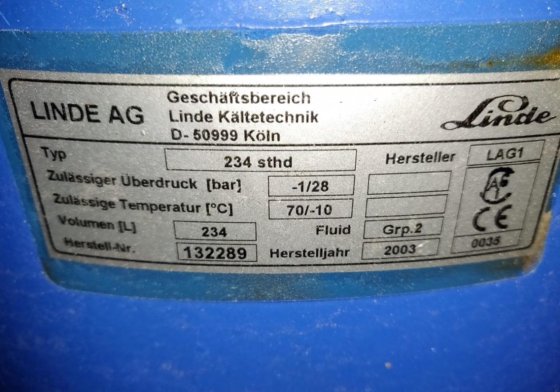 LINDE AG
Geschäftsbereich
Linde Kältetechnik
D- 50999 Köln
Linde
Typ 234 sthd Hersteller LAG1
Zulässiger Überdruck [bar] -1/28
Zulässige Temperatur [°C] 70/-10
Volumen [L] 234 Fluid Grp.2 CE
Herstell-Nr. 132289 Herstelljahr 2003 0035